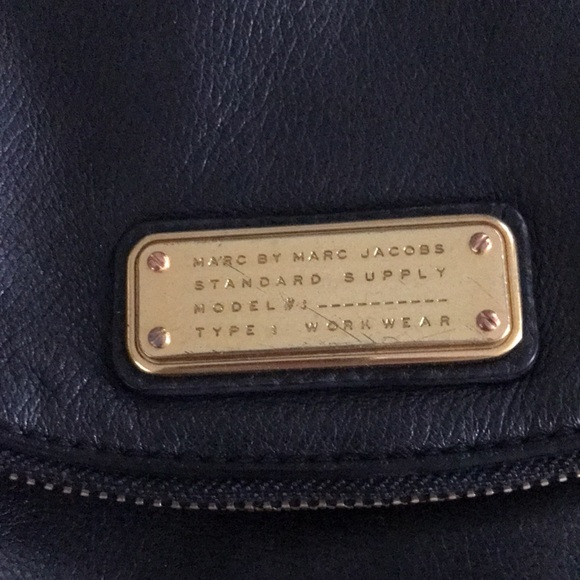 MARC BY MARC JACOBS
STANDARD SUPPLY
MODEL #: ----------
TYPE : WORKWEAR